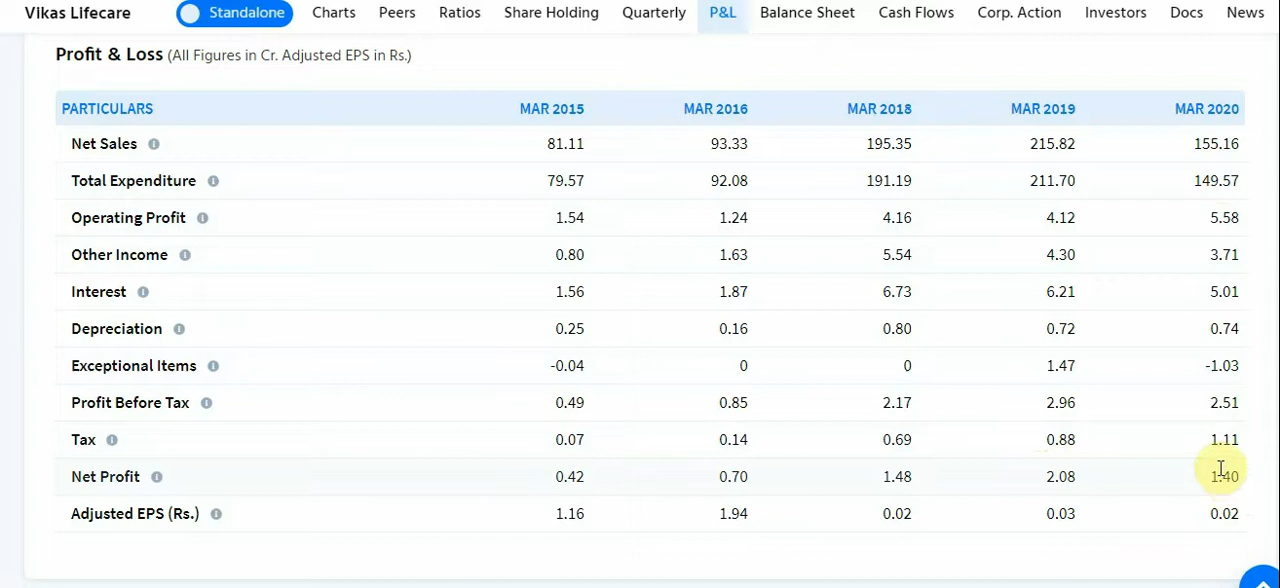 Vikas Lifecare Standalone Charts Peers Ratios Share Holding Quarterly P&L Balance Sheet Cash Flows Corp. Action Investors Docs News
Profit & Loss (All Figures in Cr. Adjusted EPS in Rs.)
PARTICULARS MAR 2015 MAR 2016 MAR 2018 MAR 2019 MAR 2020
Net Sales 81.11 93.33 195.35 215.82 155.16
Total Expenditure 79.57 92.08 191.19 211.70 149.57
Operating Profit 1.54 1.24 4.16 4.12 5.58
Other Income 0.80 1.63 5.54 4.30 3.71
Interest 1.56 1.87 6.73 6.21 5.01
Depreciation 0.25 0.16 0.80 0.72 0.74
Exceptional Items -0.04 0 0 1.47 -1.03
Profit Before Tax 0.49 0.85 2.17 2.96 2.51
Tax 0.07 0.14 0.69 0.88 1.11
Net Profit 0.42 0.70 1.48 2.08 1.40
Adjusted EPS (Rs.) 1.16 1.94 0.02 0.03 0.02